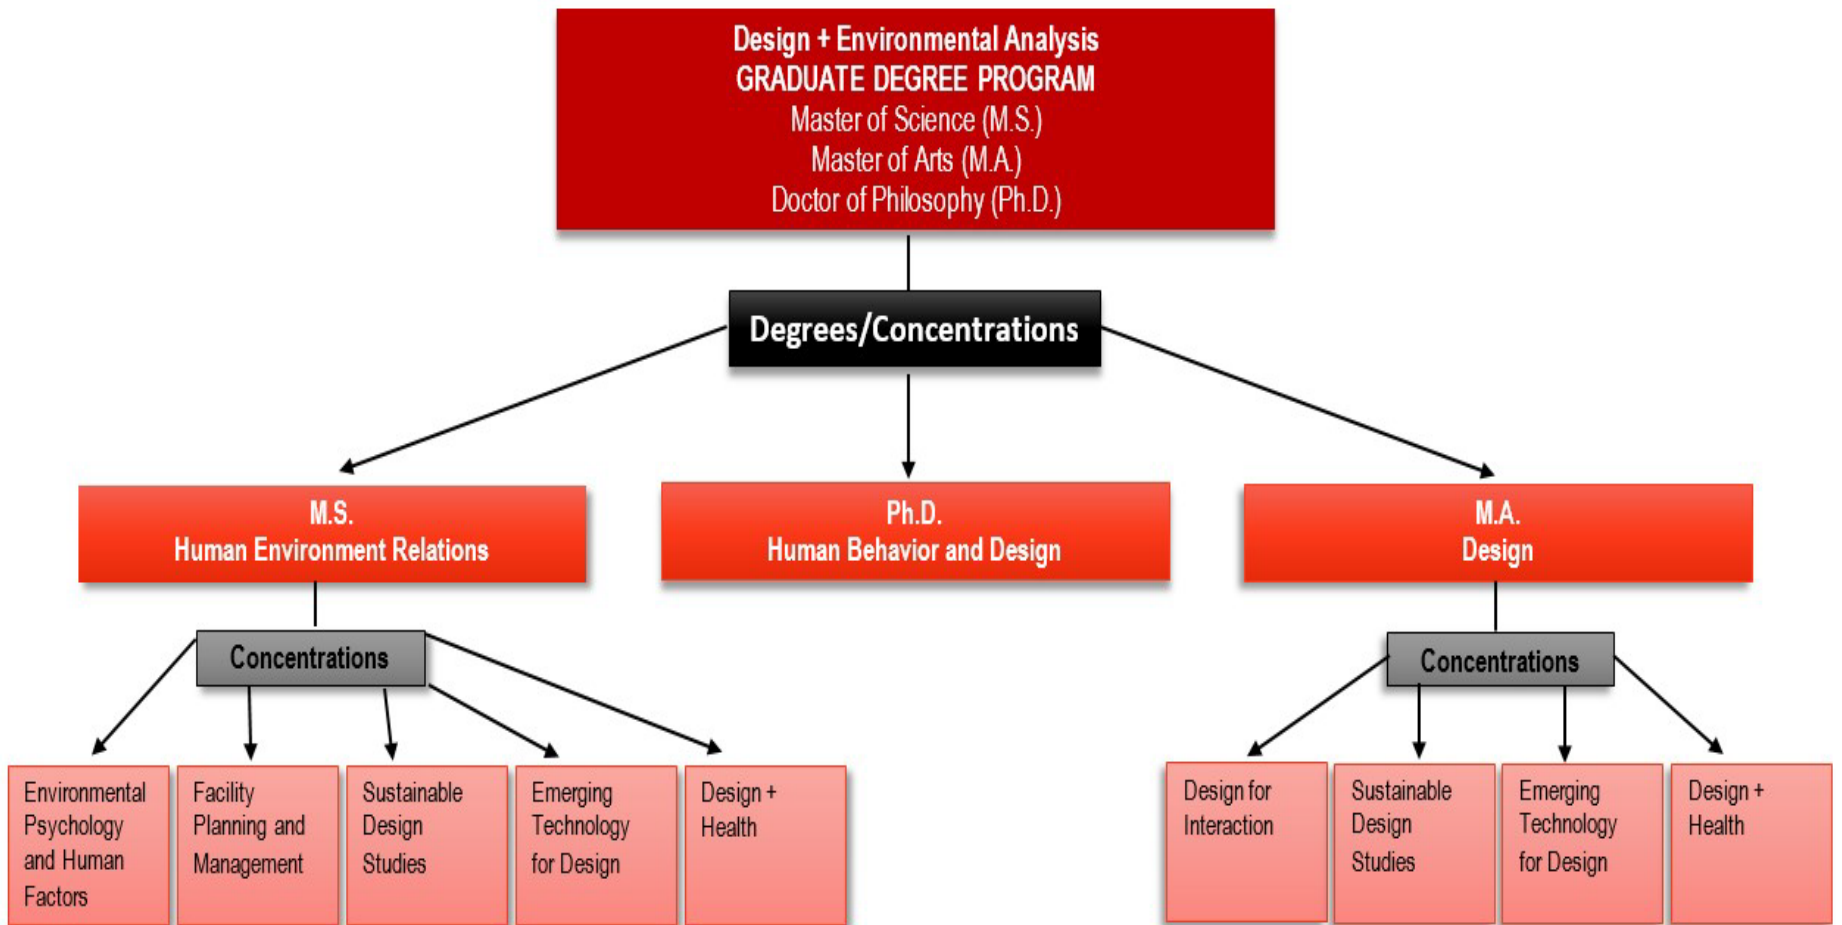 Design + Environmental Analysis
GRADUATE DEGREE PROGRAM
Master of Science (M.S.)
Master of Arts (M.A.)
Doctor of Philosophy (Ph.D.)
Degrees/Concentrations
M.S.
Human Environment Relations
Ph.D.
Human Behavior and Design
M.A.
Design
Concentrations
Concentrations
Environmental
Psychology
and Human
Factors
Facility
Planning and
Management
Sustainable
Design
Studies
Emerging
Technology
for Design
Design +
Health
Design for
Interaction
Sustainable
Design
Studies
Emerging
Technology
for Design
Design +
Health